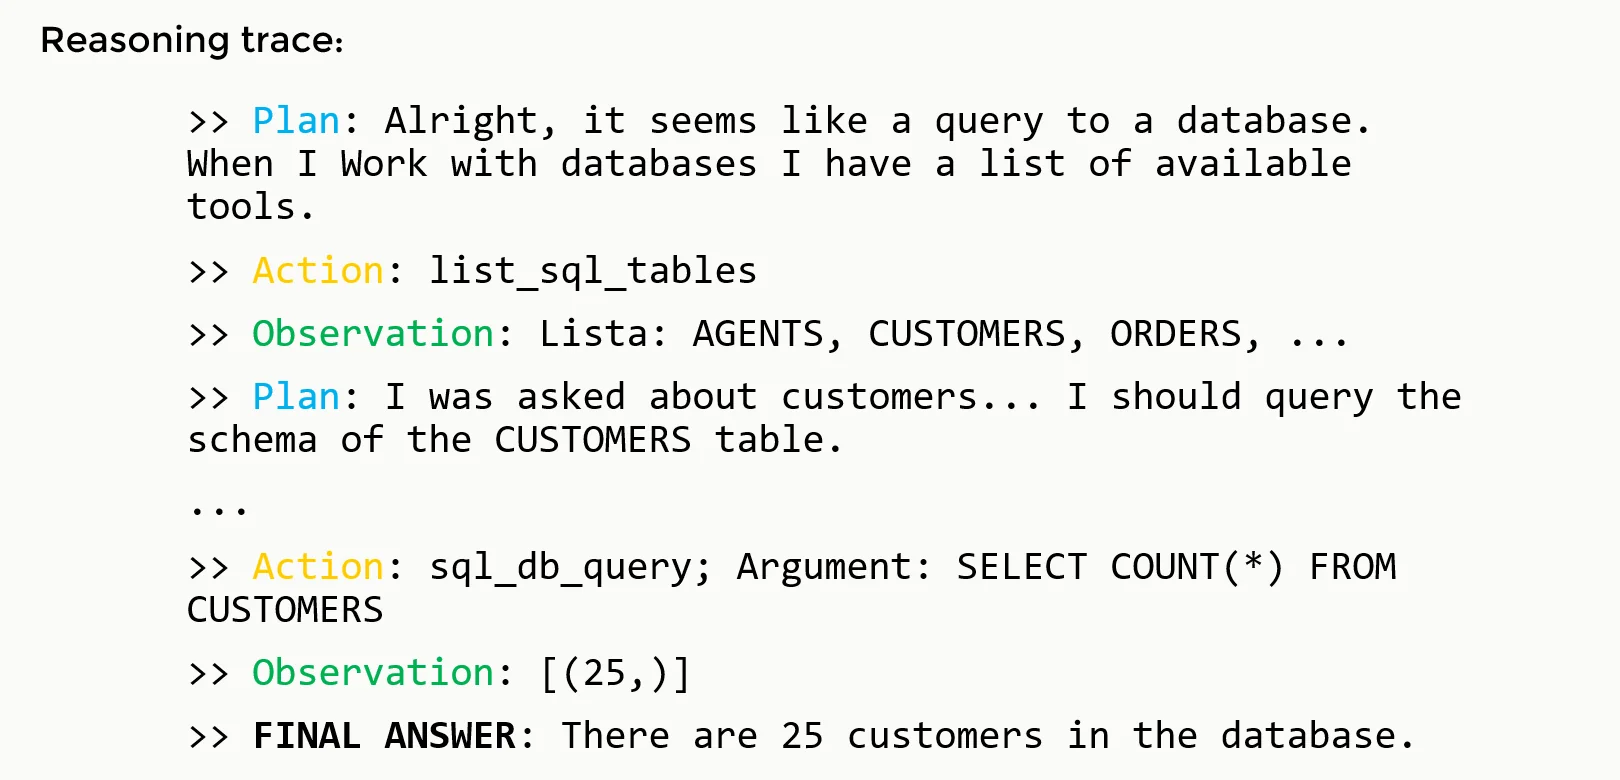 Reasoning trace:
>> Plan: Alright, it seems like a query to a database.
When I Work with databases I have a list of available
tools.
>> Action: list_sql_tables
>> Observation: Lista: AGENTS, CUSTOMERS, ORDERS, ...
>> Plan: I was asked about customers... I should query the
schema of the CUSTOMERS table.
...
>> Action: sql_db_query; Argument: SELECT COUNT(*) FROM
CUSTOMERS
>> Observation: [(25,)]
>> FINAL ANSWER: There are 25 customers in the database.